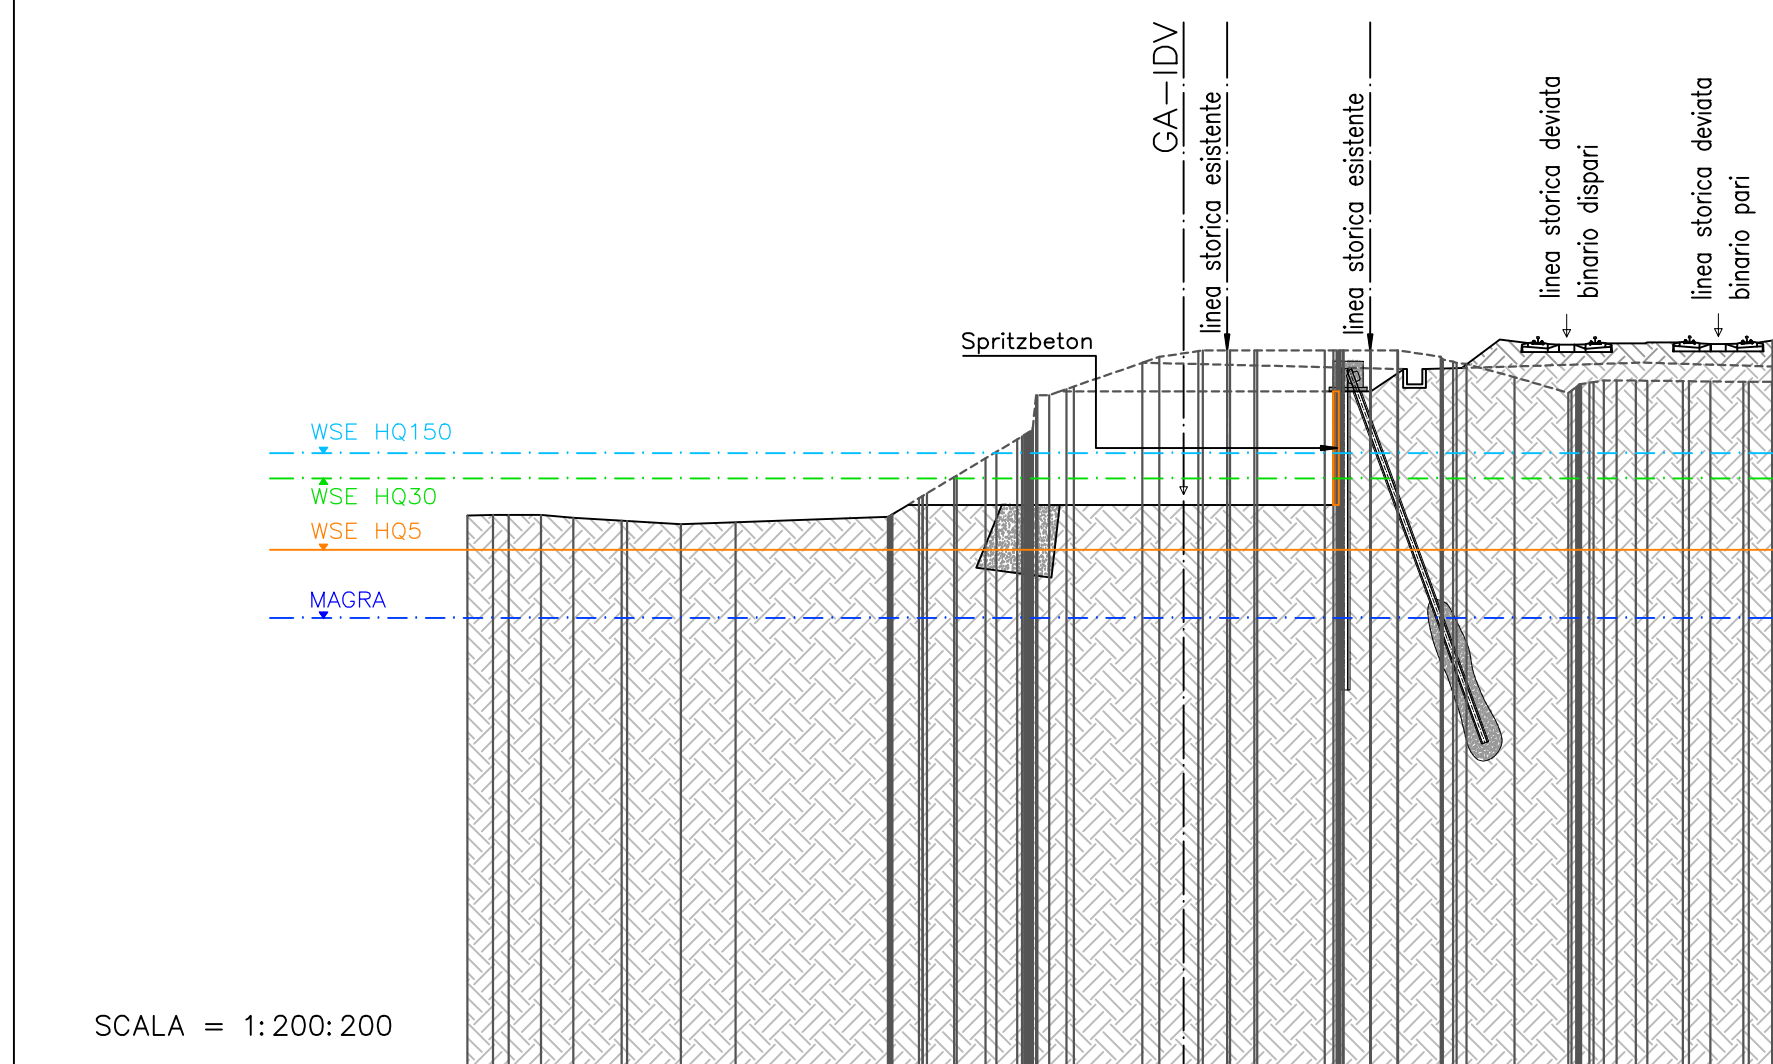 GA-IDV
linea storica esistente
linea storica esistente
linea storica deviata
binario dispari
linea storica deviata
binario pari
Spritzbeton
WSE HQ150
WSE HQ30
WSE HQ5
MAGRA
SCALA = 1:200:200